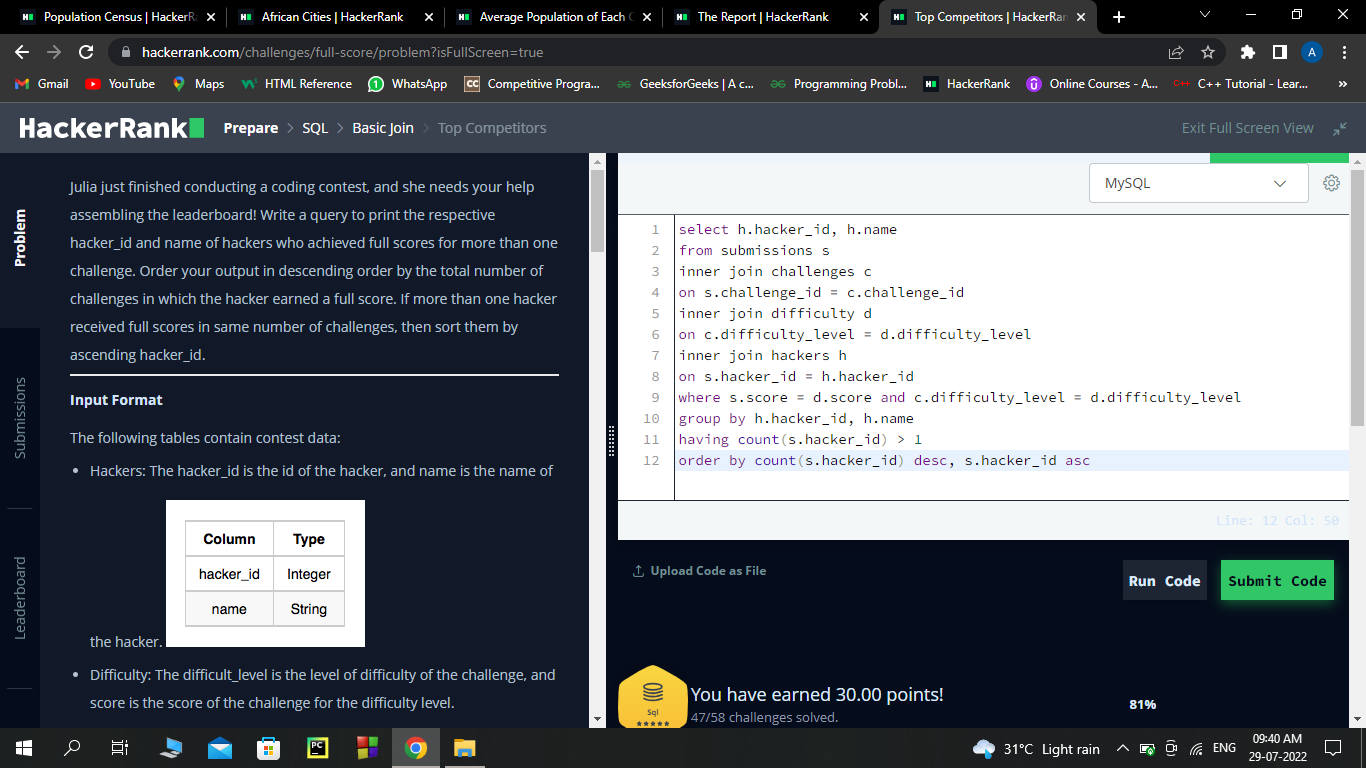 Population Census | HackerR
African Cities | HackerRank
Average Population of Each C
The Report | HackerRank
Top Competitors | HackerRan
hackerrank.com/challenges/full-score/problem?isFullScreen=true
A
Gmail
YouTube
Maps
HTML Reference
WhatsApp
Competitive Progra...
GeeksforGeeks | A c...
Programming Probl...
HackerRank
Online Courses - A...
C++ Tutorial - Lear...
»
HackerRank
Prepare > SQL > Basic Join > Top Competitors
Exit Full Screen View
Problem
Submissions
Leaderboard
Julia just finished conducting a coding contest, and she needs your help
assembling the leaderboard! Write a query to print the respective
hacker_id and name of hackers who achieved full scores for more than one
challenge. Order your output in descending order by the total number of
challenges in which the hacker earned a full score. If more than one hacker
received full scores in same number of challenges, then sort them by
ascending hacker_id.
Input Format
The following tables contain contest data:
• Hackers: The hacker_id is the id of the hacker, and name is the name of
Column Type
hacker_id Integer
name String
the hacker.
• Difficulty: The difficult_level is the level of difficulty of the challenge, and
score is the score of the challenge for the difficulty level.
MySQL
1 select h.hacker_id, h.name
2 from submissions s
3 inner join challenges c
4 on s.challenge_id = c.challenge_id
5 inner join difficulty d
6 on c.difficulty_level = d.difficulty_level
7 inner join hackers h
8 on s.hacker_id = h.hacker_id
9 where s.score = d.score and c.difficulty_level = d.difficulty_level
10 group by h.hacker_id, h.name
11 having count(s.hacker_id) > 1
12 order by count(s.hacker_id) desc, s.hacker_id asc
Line: 12 Col: 50
Upload Code as File
Run Code
Submit Code
Sql
You have earned 30.00 points!
47/58 challenges solved.
81%
PC
31°C Light rain
ENG
09:40 AM
29-07-2022